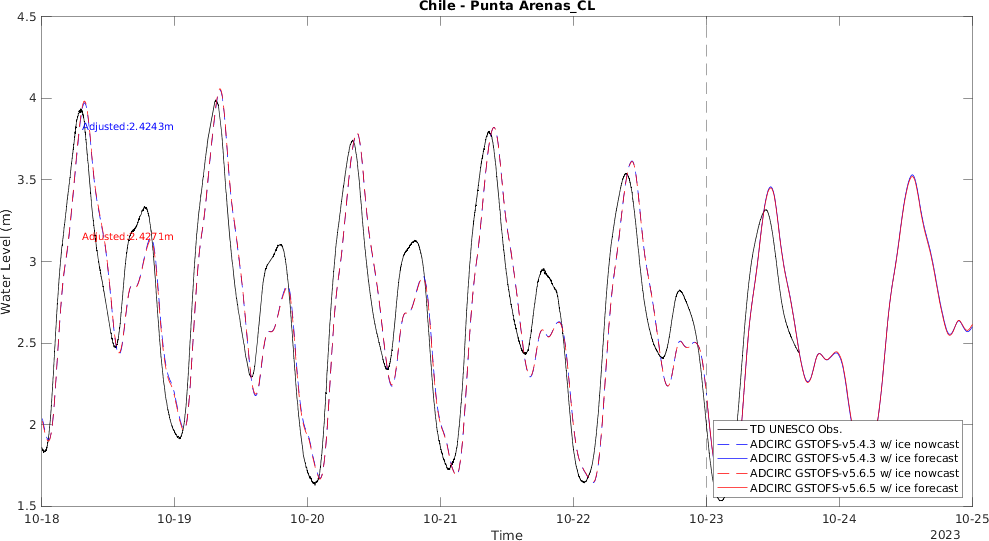 Chile - Punta Arenas_CL
4.5
4
3.5
3
2.5
2
1.5
Water Level (m)
Adjusted:2.4243m
Adjusted:2.4271m
TD UNESCO Obs.
ADCIRC GSTOFS-v5.4.3 w/ ice nowcast
ADCIRC GSTOFS-v5.4.3 w/ ice forecast
ADCIRC GSTOFS-v5.6.5 w/ ice nowcast
ADCIRC GSTOFS-v5.6.5 w/ ice forecast
10-18 10-19 10-20 10-21 10-22 10-23 10-24 10-25
Time
2023